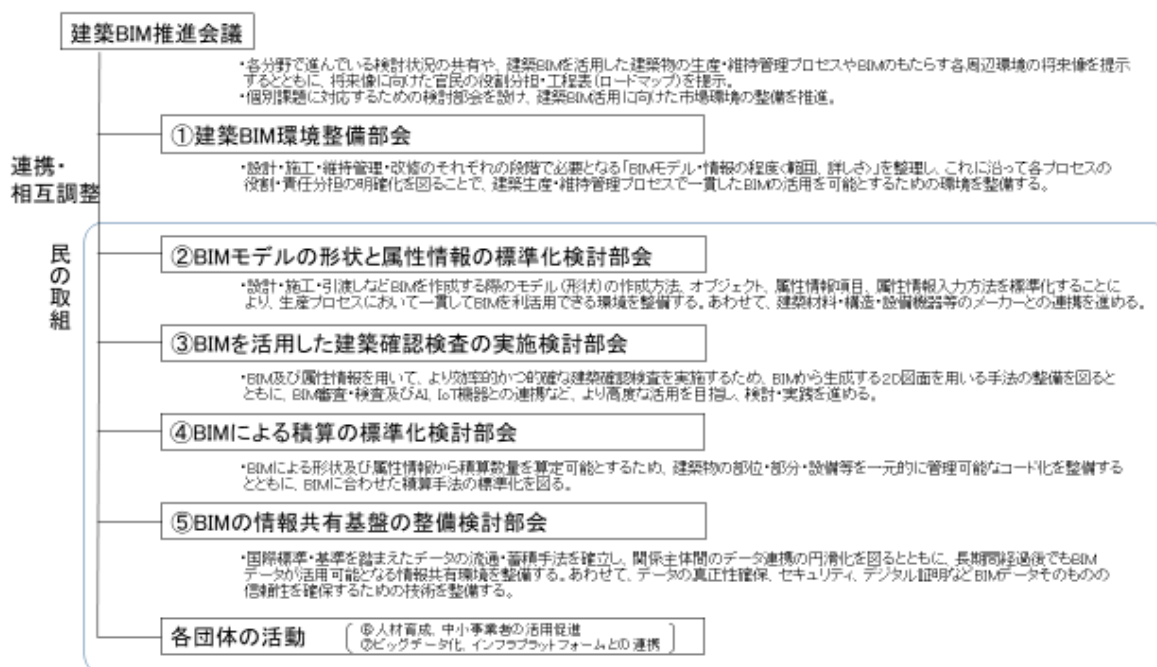 建築BIM推進会議
・各分野で進んでいる検討状況の共有や、建築BIMを活用した建築物の生産・維持管理プロセスやBIMのもたらす各周辺環境の将来像を提示
するとともに、将来像に向けた官民の役割分担・工程表(ロードマップ)を提示。
・個別課題に対応するための検討部会を設け、建築BIM活用に向けた市場環境の整備を推進。
①建築BIM環境整備部会
連携・
相互調整
・設計・施工・維持管理・改修のそれぞれの段階で必要となる「BIMモデル・情報の程度(範囲、詳しさ)」を整理し、これに沿って各プロセスの
役割・責任分担の明確化を図ることで、建築生産・維持管理プロセスで一貫したBIMの活用を可能とするための環境を整備する。
民の取組
②BIMモデルの形状と属性情報の標準化検討部会
・設計・施工・引渡しなどBIMを作成する際のモデル(形状)の作成方法、オブジェクト、属性情報項目、属性情報入力方法を標準化することに
より、生産プロセスにおいて一貫してBIMを利活用できる環境を整備する。あわせて、建築材料・構造・設備機器等のメーカーとの連携を進める。
③BIMを活用した建築確認検査の実施検討部会
・BIM及び属性情報を用いて、より効率的かつ的確な建築確認検査を実施するため、BIMから生成する2D図面を用いる手法の整備を図ると
ともに、BIM審査・検査及びAI、IoT機器との連携など、より高度な活用を目指し、検討・実践を進める。
④BIMによる積算の標準化検討部会
・BIMによる形状及び属性情報から積算数量を算定可能とするため、建築物の部位・部分・設備等を一元的に管理可能なコード化を整備する
とともに、BIMに合わせた積算手法の標準化を図る。
⑤BIMの情報共有基盤の整備検討部会
・国際標準・基準を踏まえたデータの流通・蓄積手法を確立し、関係主体間のデータ連携の円滑化を図るとともに、長期間経過後でもBIM
データが活用可能となる情報共有環境を整備する。あわせて、データの真正性確保、セキュリティ、デジタル証明などBIMデータそのものの
信頼性を確保するための技術を整備する。
各団体の活動
⑥人材育成、中小事業者の活用促進
⑦ビッグデータ化、インフラプラットフォームとの連携